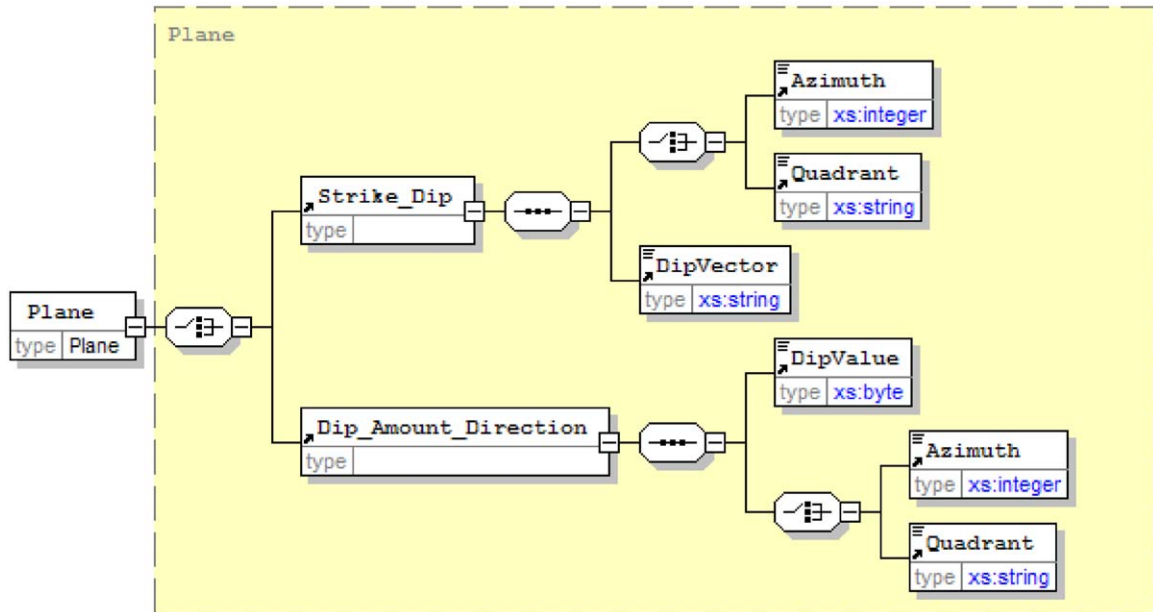 Plane
Azimuth
type xs:integer
Quadrant
type xs:string
Strike_Dip
type
DipVector
type xs:string
Plane
type Plane
DipValue
type xs:byte
Dip_Amount_Direction
type
Azimuth
type xs:integer
Quadrant
type xs:string